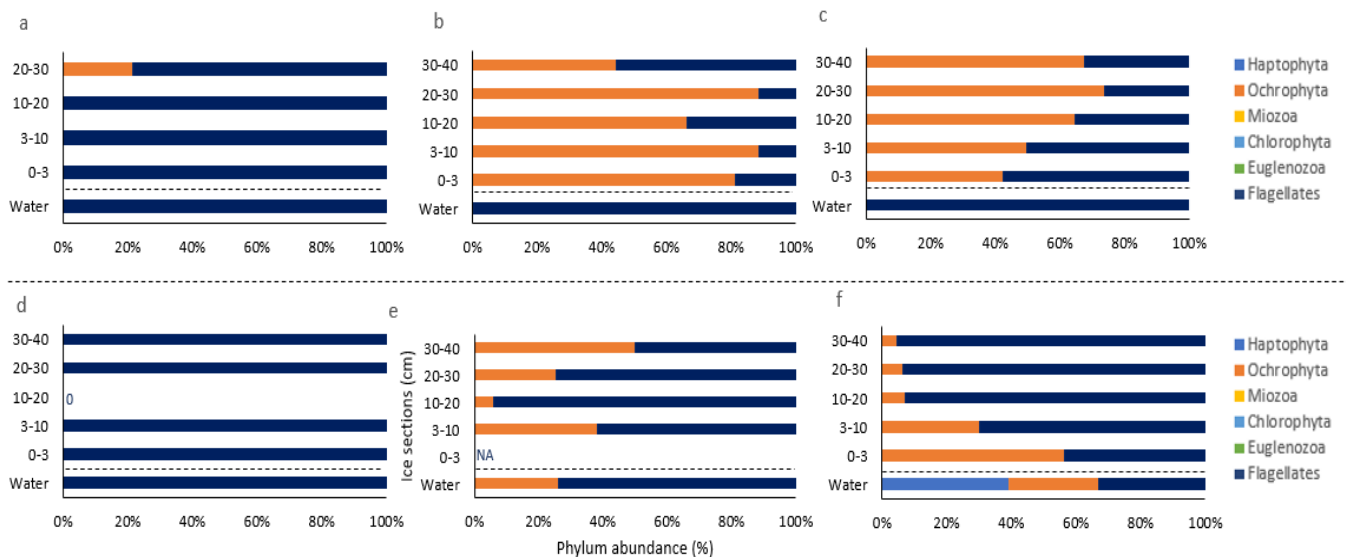 a
20-30
10-20
3-10
0-3
Water
0% 20% 40% 60% 80% 100%
b
30-40
20-30
10-20
3-10
0-3
Water
0% 20% 40% 60% 80% 100%
c
30-40
20-30
10-20
3-10
0-3
Water
0% 20% 40% 60% 80% 100%
Haptophyta
Ochrophyta
Miozoa
Chlorophyta
Euglenozoa
Flagellates
d
30-40
20-30
10-20
0
3-10
0-3
Water
0% 20% 40% 60% 80% 100%
e
Ice sections (cm)
30-40
20-30
10-20
3-10
0-3
NA
Water
0% 20% 40% 60% 80% 100%
Phylum abundance (%)
f
30-40
20-30
10-20
3-10
0-3
Water
0% 20% 40% 60% 80% 100%
Haptophyta
Ochrophyta
Miozoa
Chlorophyta
Euglenozoa
Flagellates